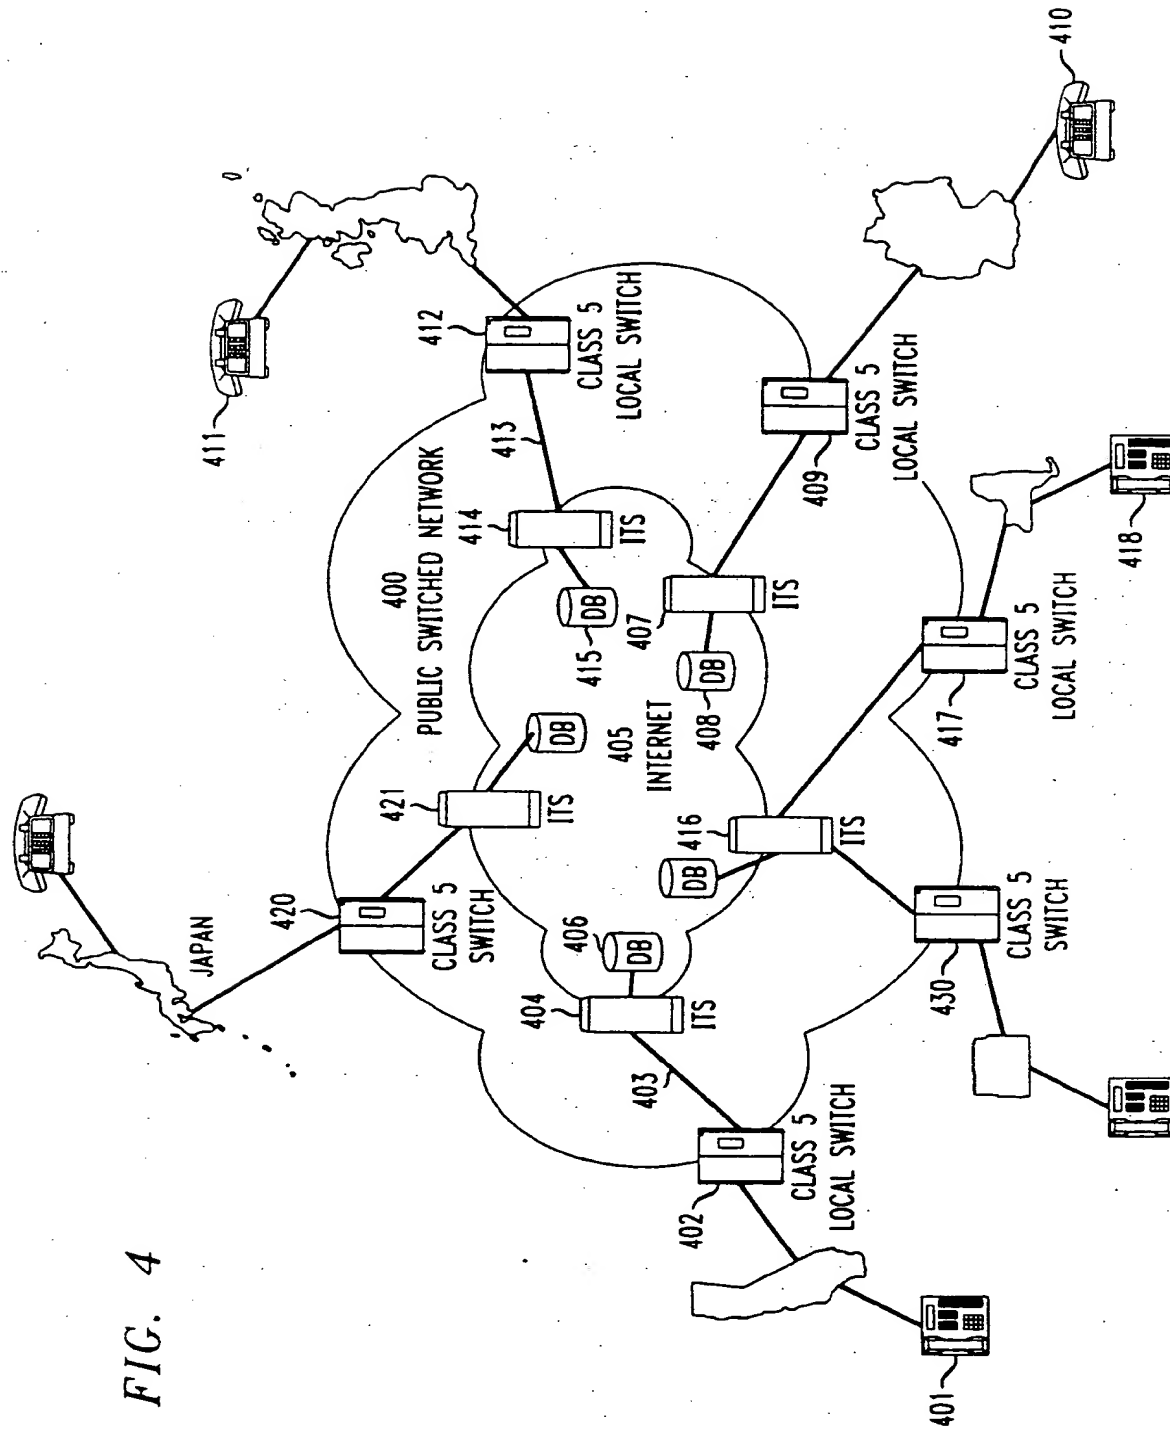 FIG. 4
JAPAN
411
420
CLASS 5
SWITCH
421
ITS
DB
PUBLIC SWITCHED NETWORK
400
412
CLASS 5
LOCAL SWITCH
413
414
ITS
DB
415
405
INTERNET
407
ITS
DB
408
404
ITS
DB
406
403
416
ITS
DB
402
CLASS 5
LOCAL SWITCH
401
430
CLASS 5
SWITCH
417
CLASS 5
LOCAL SWITCH
418
409
CLASS 5
LOCAL SWITCH
410